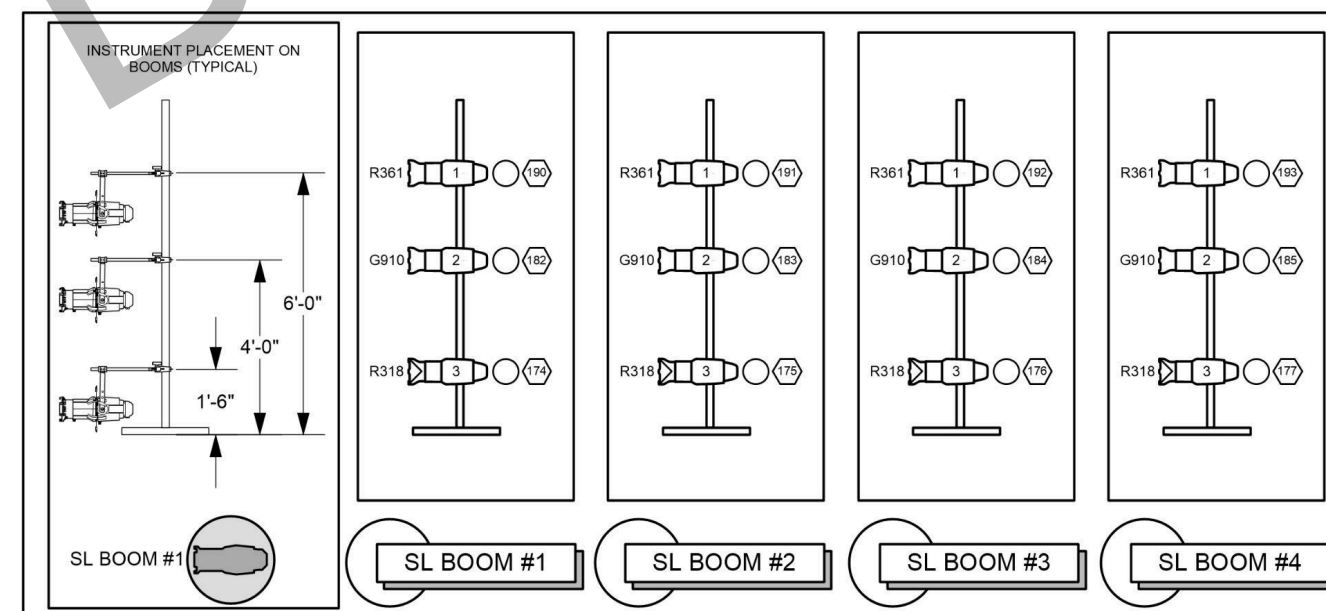 INSTRUMENT PLACEMENT ON
BOOMS (TYPICAL)
6'-0"
4'-0"
1'-6"
SL BOOM #1
R361 1 190
G910 2 182
R318 3 174
SL BOOM #1
R361 1 191
G910 2 183
R318 3 175
SL BOOM #2
R361 1 192
G910 2 184
R318 3 176
SL BOOM #3
R361 1 193
G910 2 185
R318 3 177
SL BOOM #4